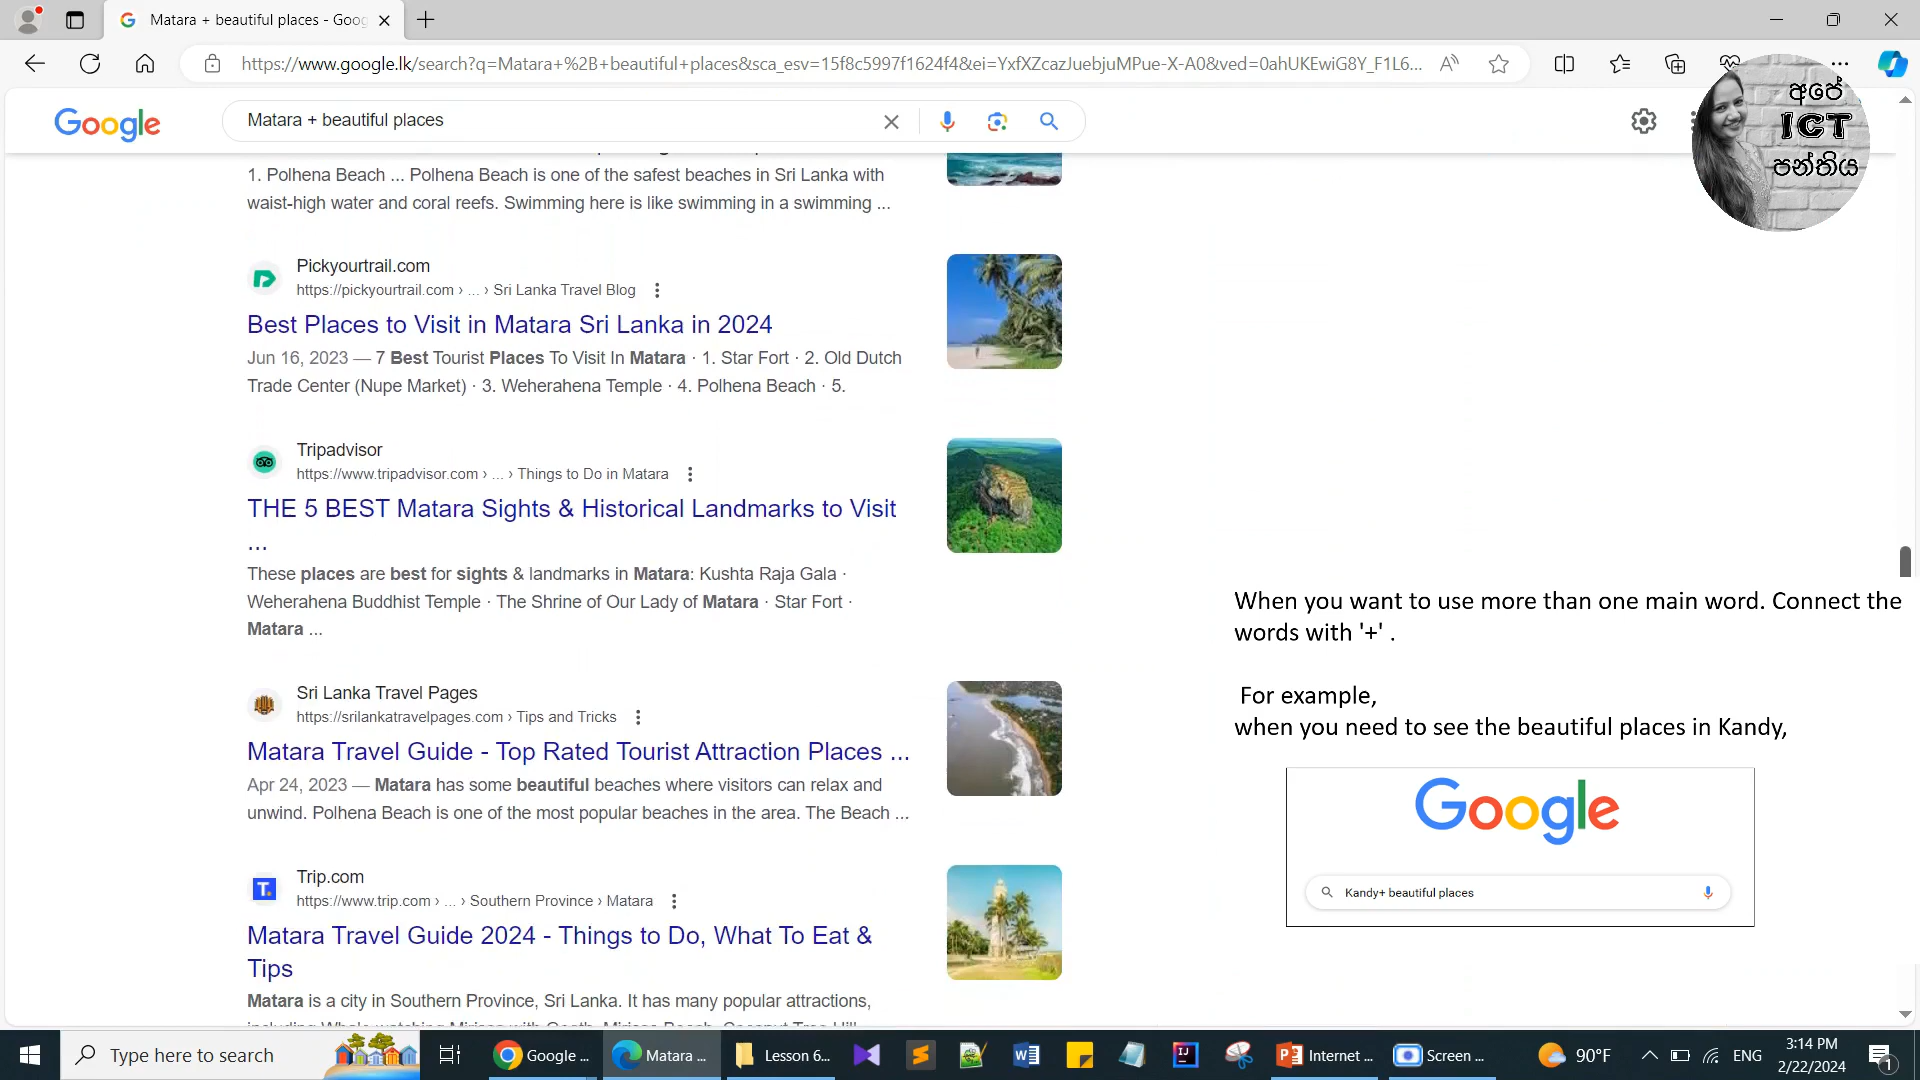 Matara + beautiful places - Goog
https://www.google.lk/search?q=Matara+%2B+beautiful+places&sca_esv=15f8c5997f1624f4&ei=YxfXZcazJuebjuMPue-X-A0&ved=0ahUKEwiG8Y_F1L6...
Google
Matara + beautiful places
අපේ
ICT
පන්තිය
1. Polhena Beach ... Polhena Beach is one of the safest beaches in Sri Lanka with
waist-high water and coral reefs. Swimming here is like swimming in a swimming ...
Pickyourtrail.com
https://pickyourtrail.com › ... › Sri Lanka Travel Blog
Best Places to Visit in Matara Sri Lanka in 2024
Jun 16, 2023 — 7 Best Tourist Places To Visit In Matara · 1. Star Fort · 2. Old Dutch
Trade Center (Nupe Market) · 3. Weherahena Temple · 4. Polhena Beach · 5.
Tripadvisor
https://www.tripadvisor.com › ... › Things to Do in Matara
THE 5 BEST Matara Sights & Historical Landmarks to Visit
...
These places are best for sights & landmarks in Matara: Kushta Raja Gala ·
Weherahena Buddhist Temple · The Shrine of Our Lady of Matara · Star Fort ·
Matara ...
Sri Lanka Travel Pages
https://srilankatravelpages.com › Tips and Tricks
Matara Travel Guide - Top Rated Tourist Attraction Places ...
Apr 24, 2023 — Matara has some beautiful beaches where visitors can relax and
unwind. Polhena Beach is one of the most popular beaches in the area. The Beach ...
Trip.com
https://www.trip.com › ... › Southern Province › Matara
Matara Travel Guide 2024 - Things to Do, What To Eat &
Tips
Matara is a city in Southern Province, Sri Lanka. It has many popular attractions,
When you want to use more than one main word. Connect the
words with '+' .
For example,
when you need to see the beautiful places in Kandy,
Google
Kandy+ beautiful places
Type here to search
Google ...
Matara ...
Lesson 6...
Internet ...
Screen ...
90°F
ENG
3:14 PM
2/22/2024
1